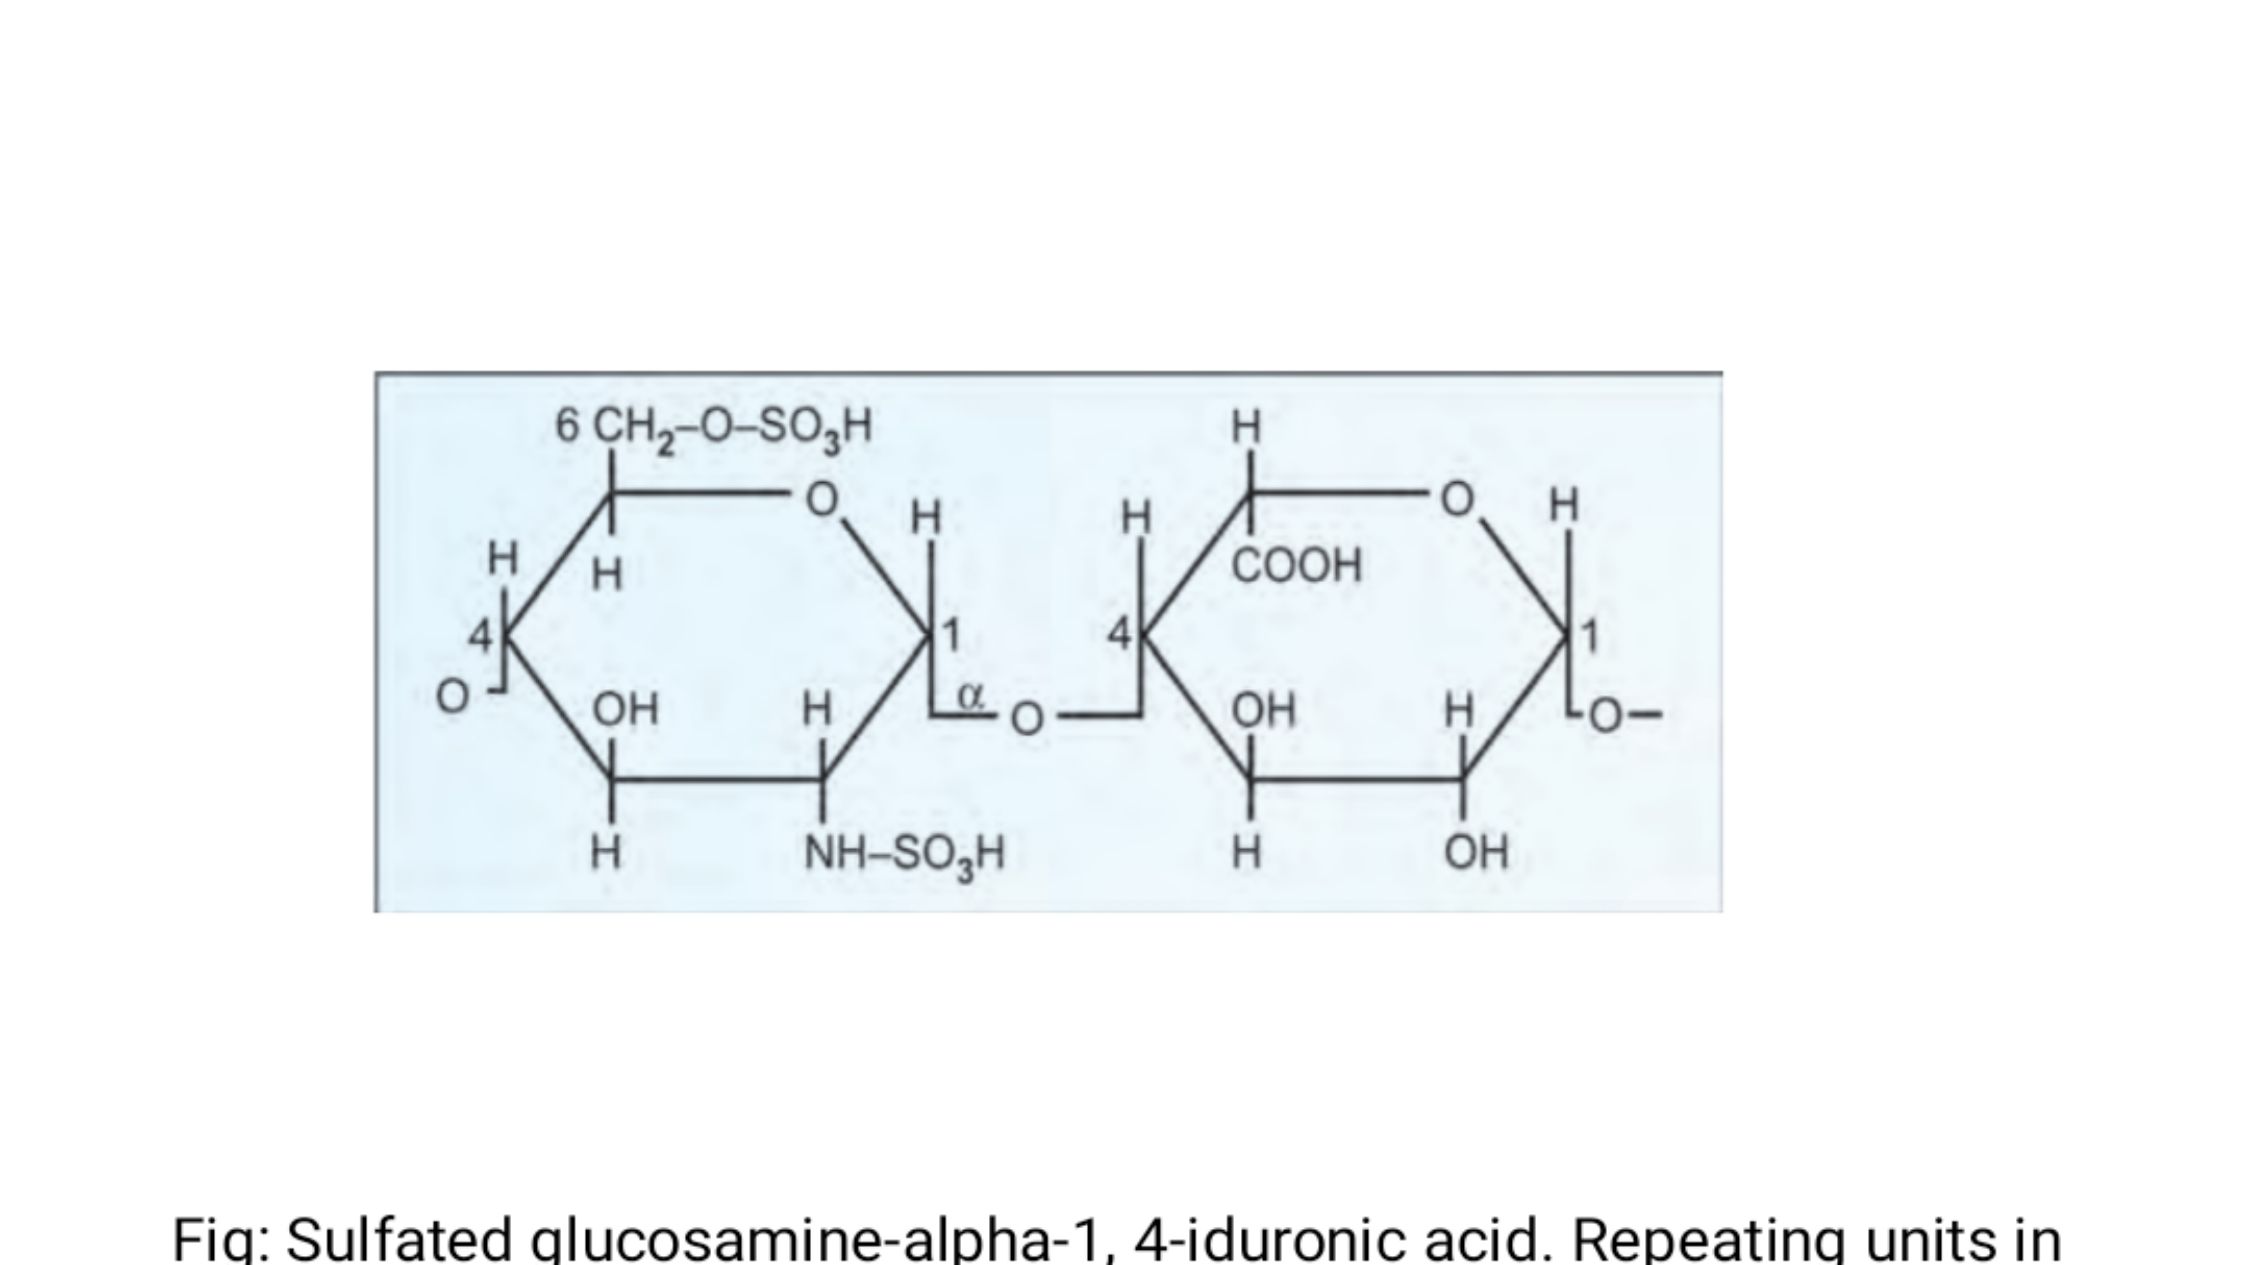 6 CH₂–O–SO₃H H
O H H O H
H H COOH
4 1 4 1
O OH H α O OH H O–
H NH–SO₃H H OH
Fig: Sulfated glucosamine-alpha-1, 4-iduronic acid. Repeating units in